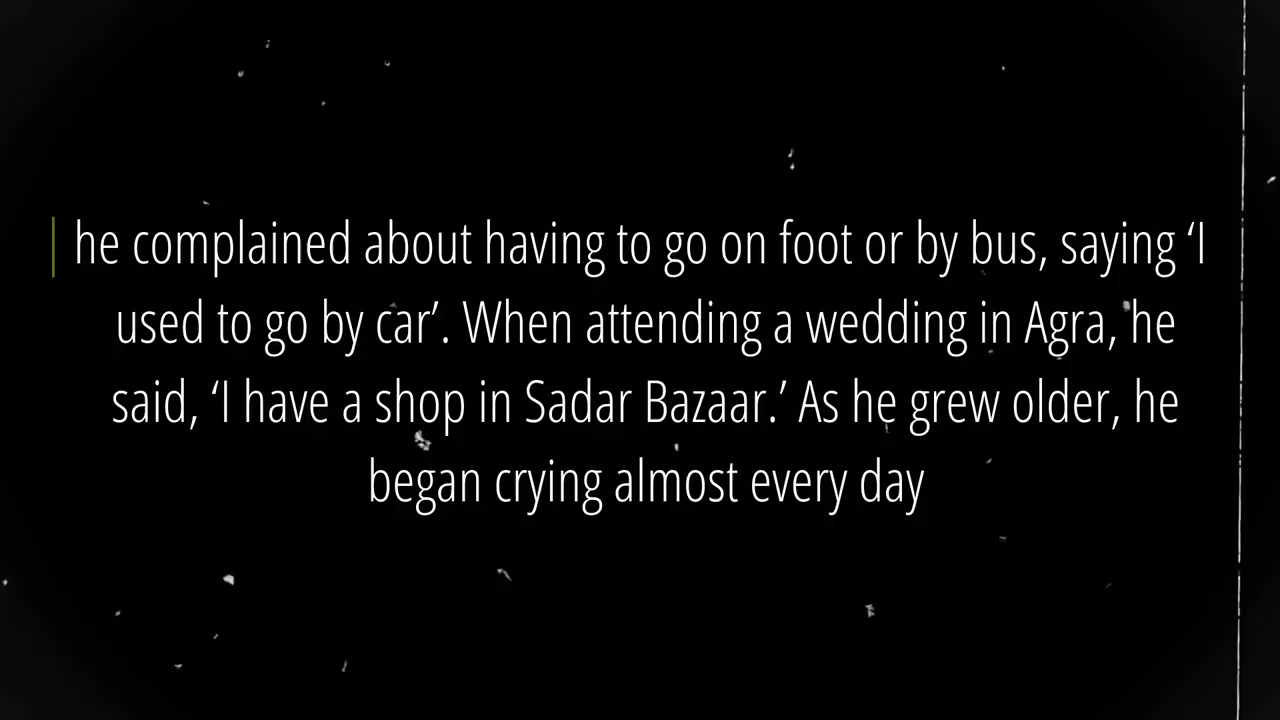 he complained about having to go on foot or by bus, saying ‘I
used to go by car’. When attending a wedding in Agra, he
said, ‘I have a shop in Sadar Bazaar.’ As he grew older, he
began crying almost every day